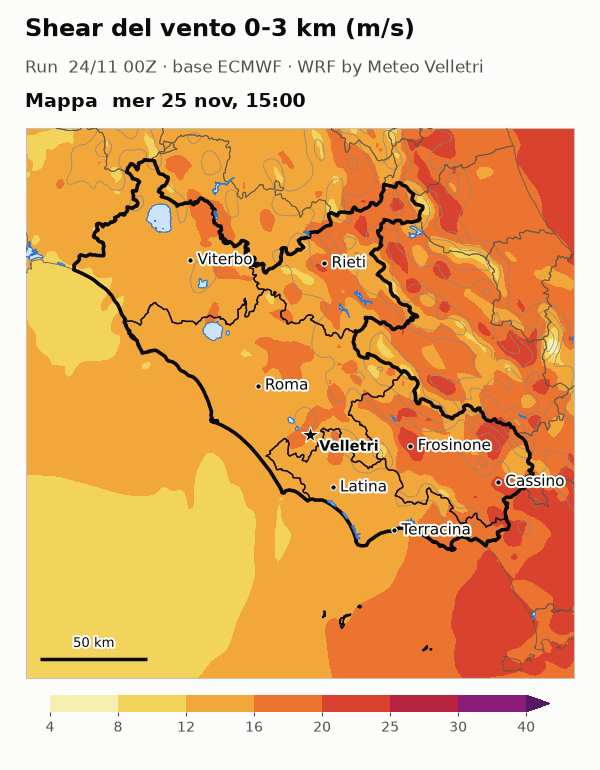 Shear del vento 0-3 km (m/s)
Run  24/11 00Z · base ECMWF · WRF by Meteo Velletri
Mappa  mer 25 nov, 15:00
Viterbo
Rieti
Roma
Velletri
Frosinone
Latina
Cassino
Terracina
50 km
4 8 12 16 20 25 30 40